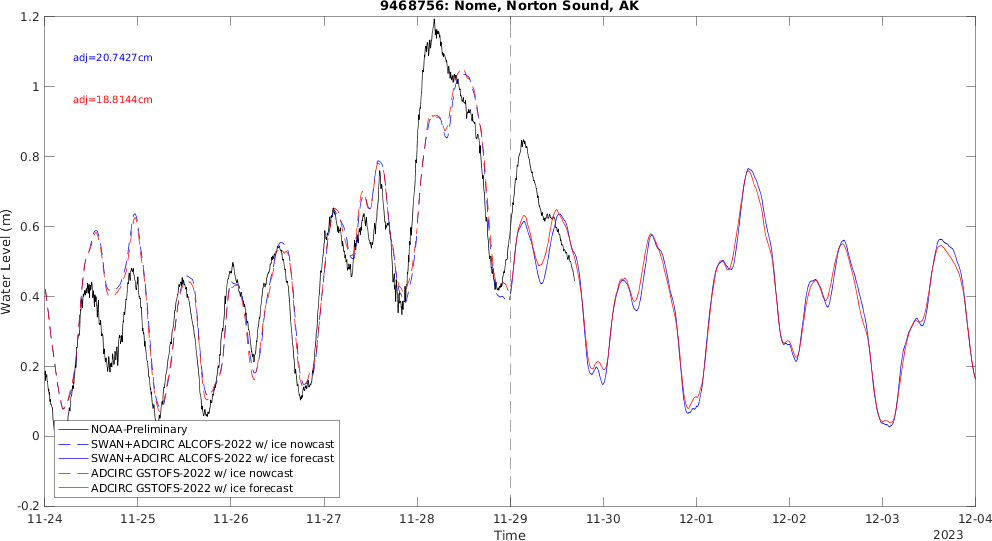 9468756: Nome, Norton Sound, AK
adj=20.7427cm
adj=18.8144cm
Water Level (m)
1.2
1
0.8
0.6
0.4
0.2
0
-0.2
NOAA-Preliminary
SWAN+ADCIRC ALCOFS-2022 w/ ice nowcast
SWAN+ADCIRC ALCOFS-2022 w/ ice forecast
ADCIRC GSTOFS-2022 w/ ice nowcast
ADCIRC GSTOFS-2022 w/ ice forecast
11-24 11-25 11-26 11-27 11-28 11-29 11-30 12-01 12-02 12-03 12-04
Time
2023